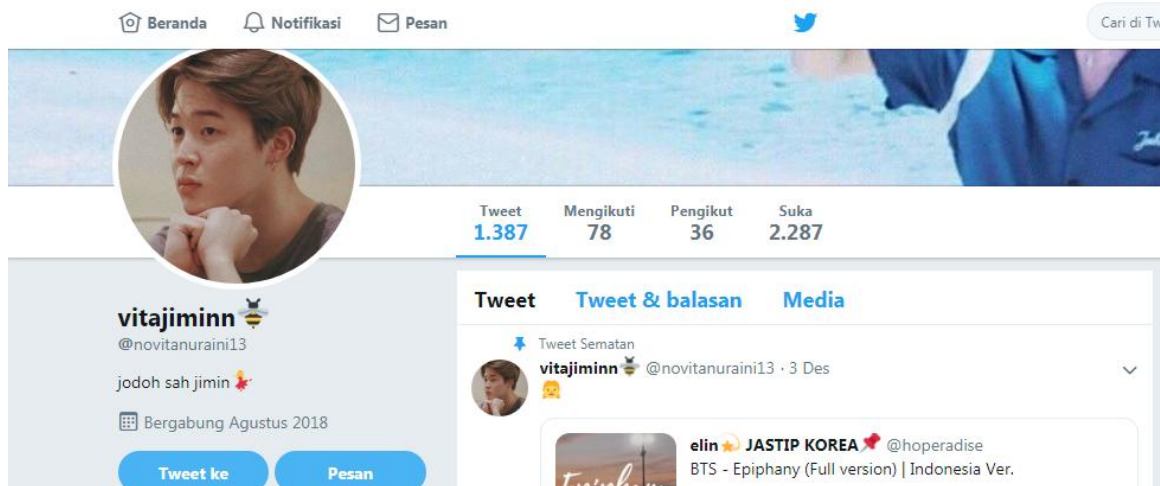 Beranda Notifikasi Pesan Cari di Tw
Tweet Mengikuti Pengikut Suka
1.387 78 36 2.287
vitajiminn🐝
@novitanuraini13
jodoh sah jimin💃
Bergabung Agustus 2018
Tweet ke Pesan
Tweet Tweet & balasan Media
Tweet Sematan
vitajiminn🐝 @novitanuraini13 · 3 Des
elin💫 JASTIP KOREA📌 @hoperadise
BTS - Epiphany (Full version) | Indonesia Ver.